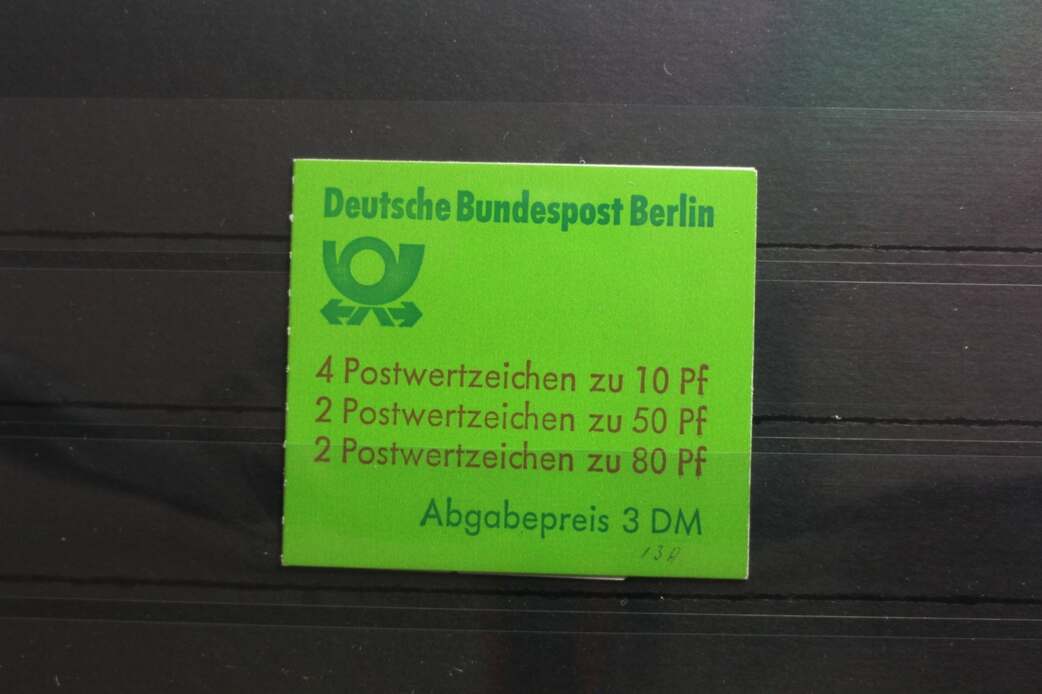 Deutsche Bundespost Berlin
4 Postwertzeichen zu 10 Pf
2 Postwertzeichen zu 50 Pf
2 Postwertzeichen zu 80 Pf
Abgabepreis 3 DM